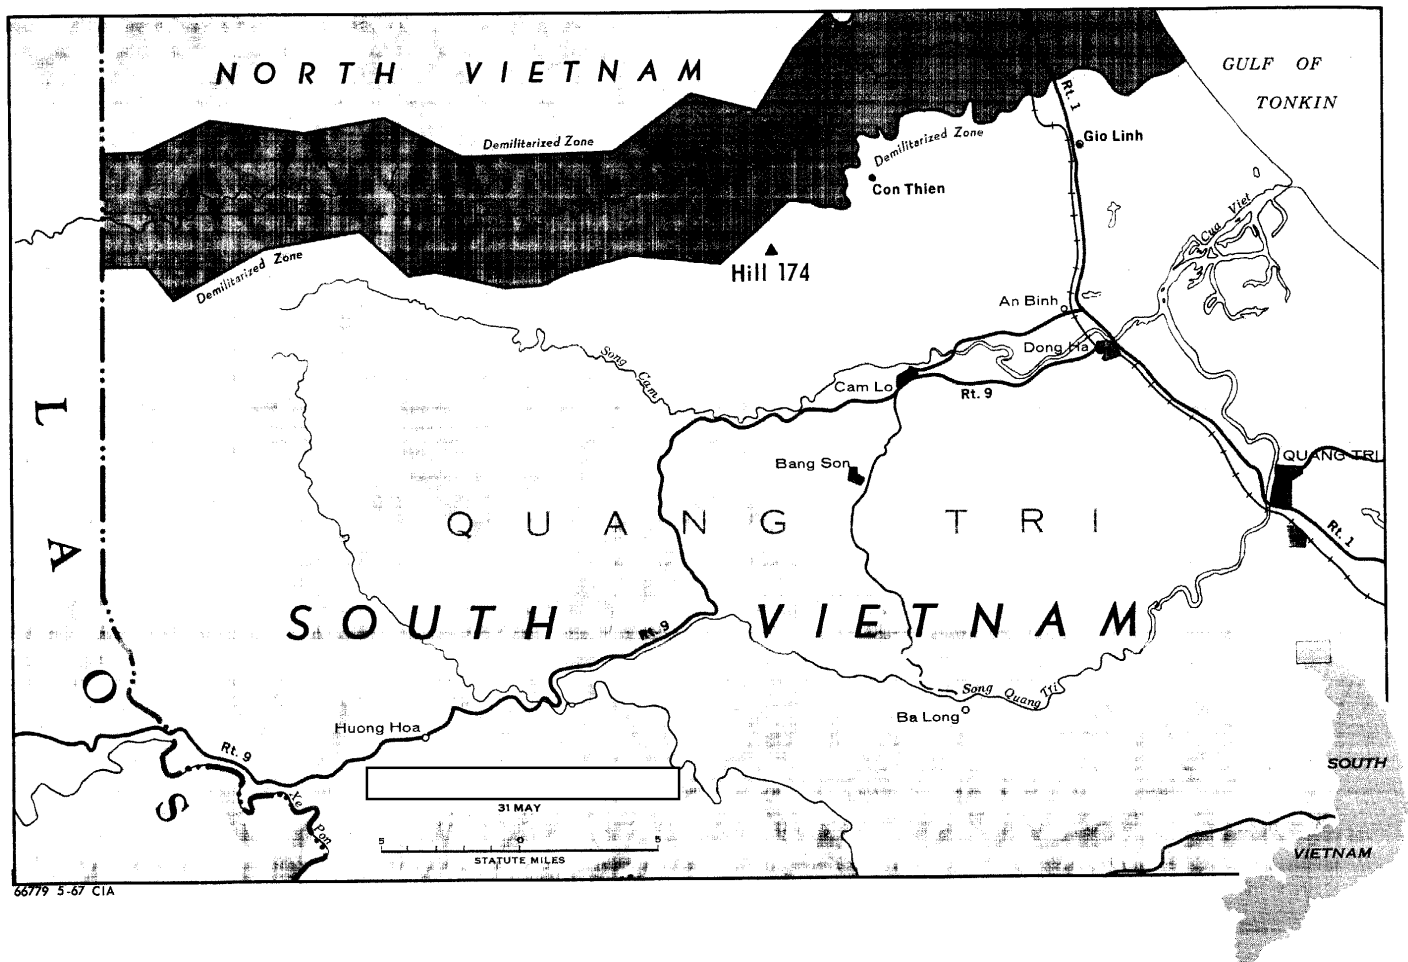 NORTH VIETNAM
GULF OF
TONKIN
Rt. 1
Demilitarized Zone
Demilitarized Zone
Gio Linh
Con Thien
Cua Viet
Demilitarized Zone
Hill 174
An Binh
Song Cam
Dong Ha
Cam Lo
Rt. 9
LAOS
QUANG TRI
Bang Son
QUANG TRI
Rt. 1
SOUTH VIETNAM
Rt. 9
Song Quang Tri
Ba Long
Huong Hoa
Rt. 9
SOUTH
VIETNAM
Xe Pon
31 MAY
5 0 5
STATUTE MILES
66779 5-67 CIA